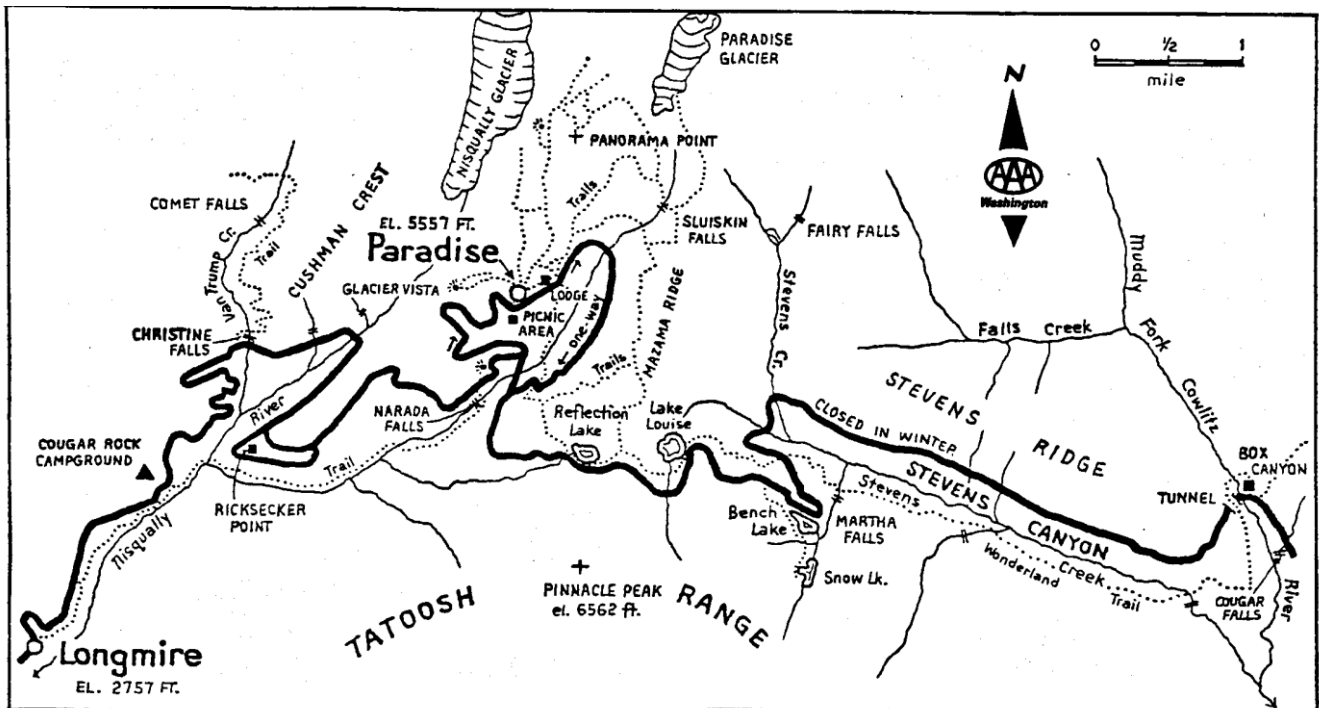 PARADISE
GLACIER
0 1/2 1
mile
N
AAA
Washington
NISQUALLY GLACIER
PANORAMA POINT
COMET FALLS
CUSHMAN CREST
Trails
EL. 5557 FT.
Paradise
SLUISKIN
FALLS
FAIRY FALLS
Van Trump Cr.
Trail
GLACIER VISTA
LODGE
PICNIC
AREA
ONE-WAY
MAZAMA RIDGE
Stevens Cr.
Falls Creek
Muddy Fork Cowlitz River
CHRISTINE
FALLS
River
NARADA
FALLS
Trails
Reflection
Lake
Lake
Louise
CLOSED IN WINTER
STEVENS
RIDGE
COUGAR ROCK
CAMPGROUND
Trail
BOX
CANYON
TUNNEL
RICKSECKER
POINT
Nisqually
Bench
Lake
MARTHA
FALLS
Stevens Creek
STEVENS
CANYON
Wonderland Trail
Snow Lk.
PINNACLE PEAK
el. 6562 ft.
COUGAR
FALLS
TATOOSH RANGE
Longmire
EL. 2757 FT.